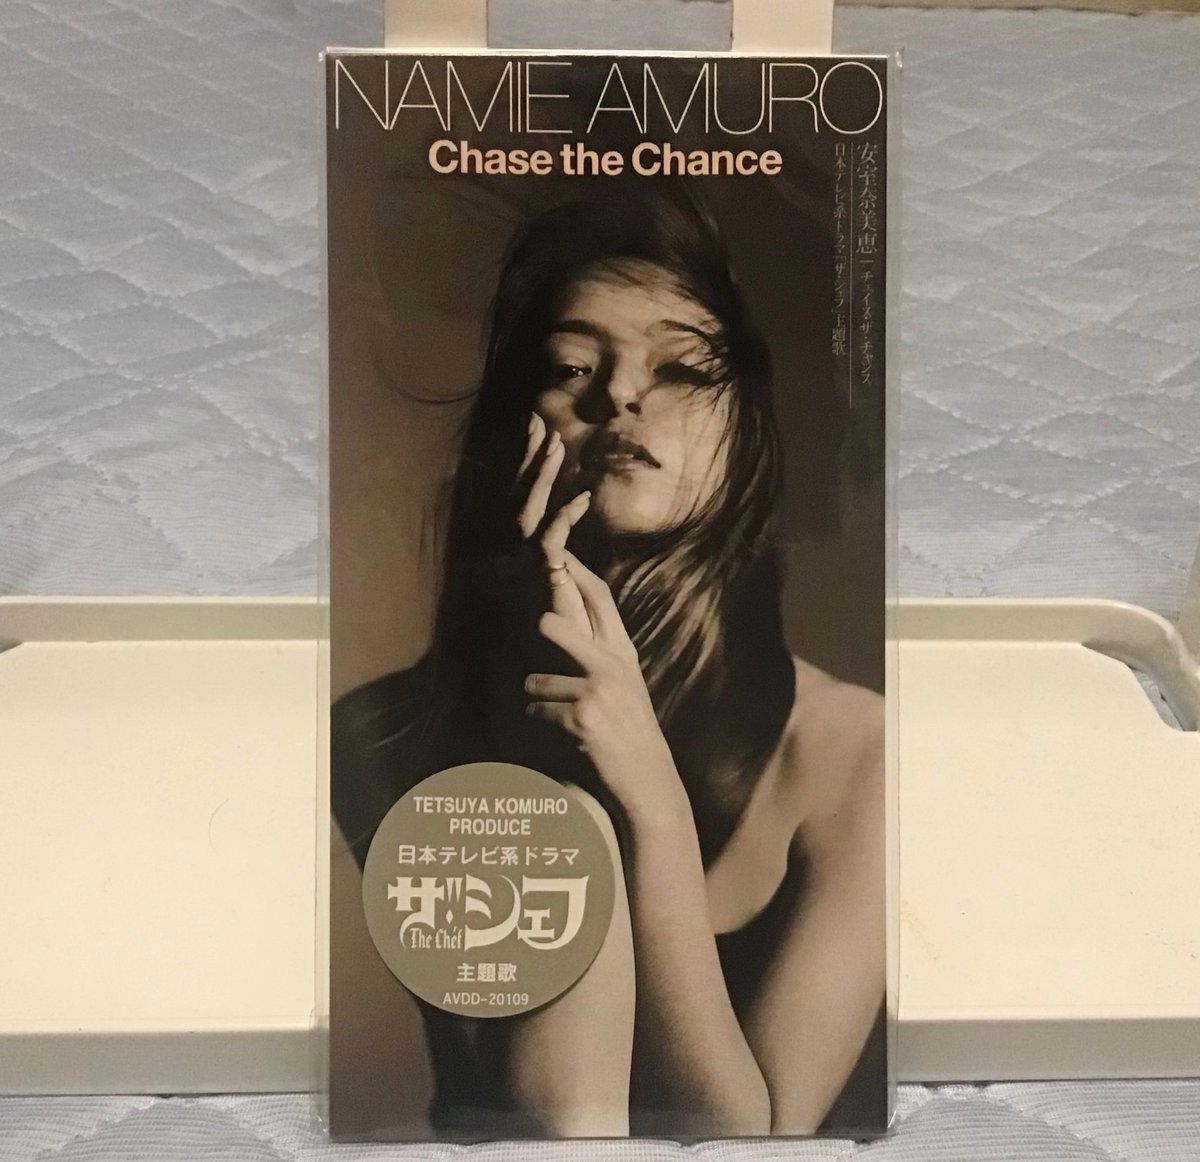 NAMIE AMURO
Chase the Chance
安室奈美恵｜チェイス・ザ・チャンス
日本テレビ系ドラマ「ザ・シェフ」主題歌
TETSUYA KOMURO
PRODUCE
日本テレビ系ドラマ
ザ・シェフ
The Chéf
主題歌
AVDD-20109